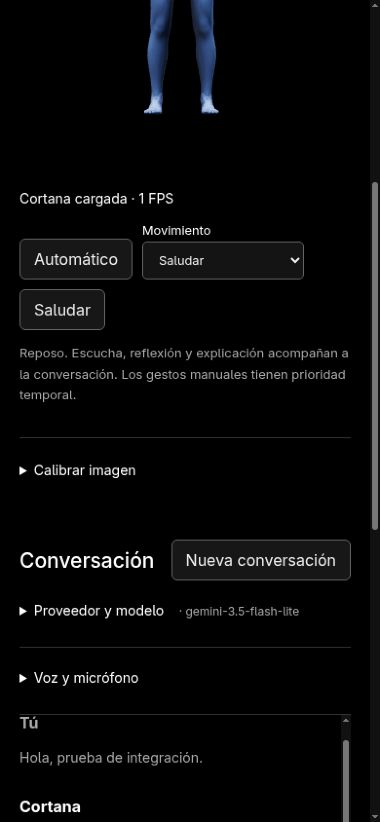 Cortana cargada · 1 FPS
Movimiento
Automático
Saludar
Saludar
Reposo. Escucha, reflexión y explicación acompañan a
la conversación. Los gestos manuales tienen prioridad
temporal.
Calibrar imagen
Conversación
Nueva conversación
Proveedor y modelo · gemini-3.5-flash-lite
Voz y micrófono
Tú
Hola, prueba de integración.
Cortana